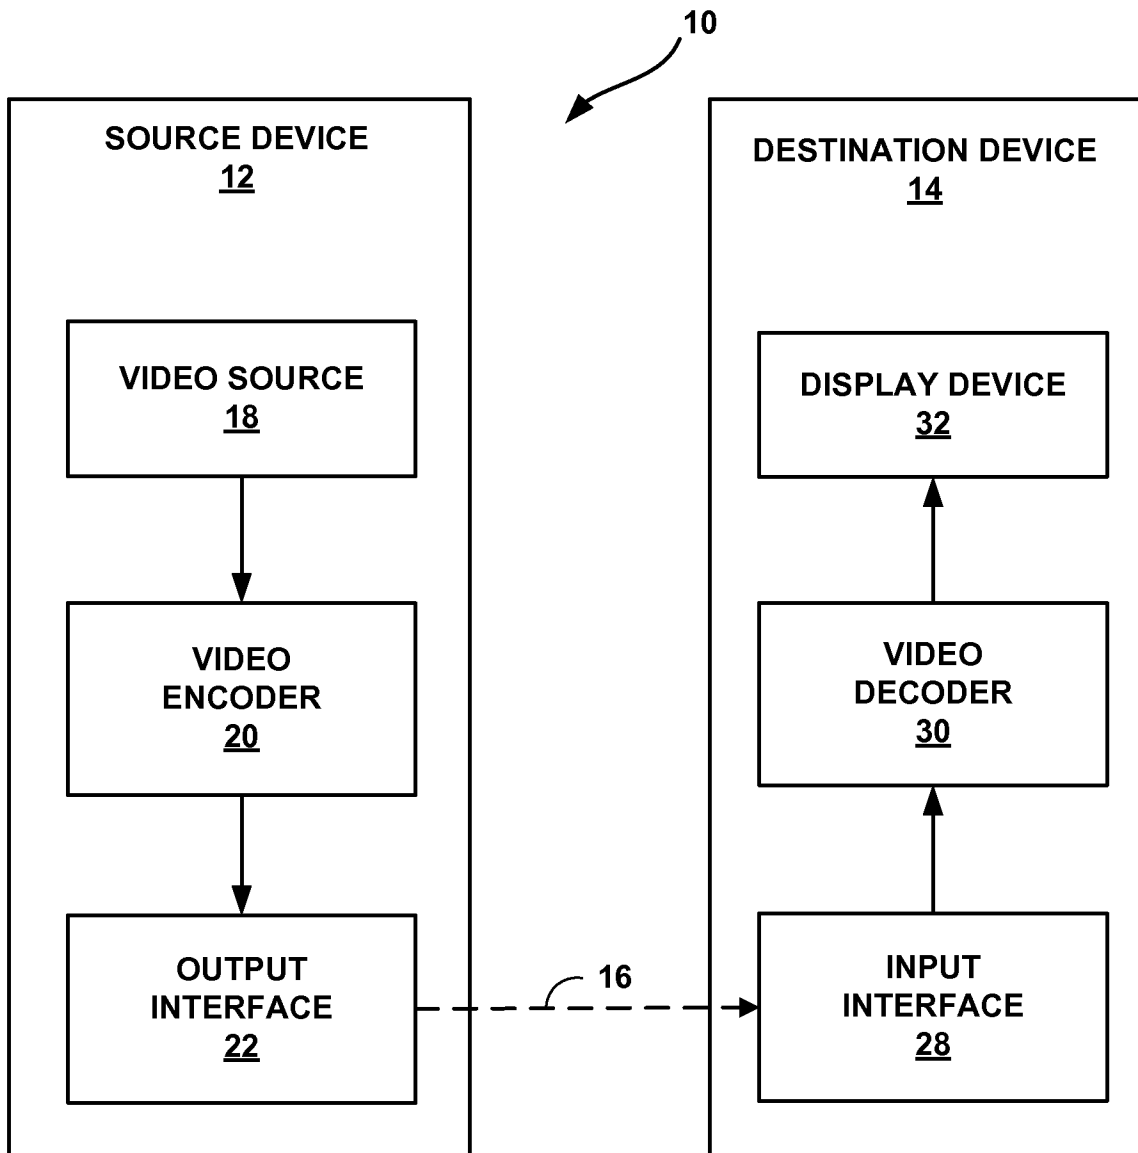 10
SOURCE DEVICE
12
VIDEO SOURCE
18
VIDEO
ENCODER
20
OUTPUT
INTERFACE
22
16
DESTINATION DEVICE
14
DISPLAY DEVICE
32
VIDEO
DECODER
30
INPUT
INTERFACE
28